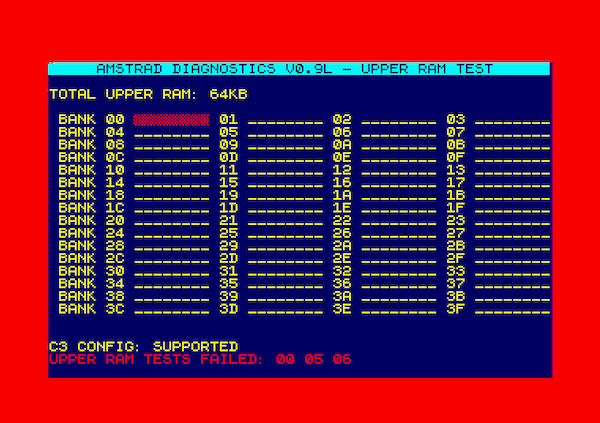 AMSTRAD DIAGNOSTICS V0.9L - UPPER RAM TEST
TOTAL UPPER RAM: 64KB
BANK 00 ▒▒▒▒▒▒▒▒ 01 ________ 02 ________ 03 ________
BANK 04 ________ 05 ________ 06 ________ 07 ________
BANK 08 ________ 09 ________ 0A ________ 0B ________
BANK 0C ________ 0D ________ 0E ________ 0F ________
BANK 10 ________ 11 ________ 12 ________ 13 ________
BANK 14 ________ 15 ________ 16 ________ 17 ________
BANK 18 ________ 19 ________ 1A ________ 1B ________
BANK 1C ________ 1D ________ 1E ________ 1F ________
BANK 20 ________ 21 ________ 22 ________ 23 ________
BANK 24 ________ 25 ________ 26 ________ 27 ________
BANK 28 ________ 29 ________ 2A ________ 2B ________
BANK 2C ________ 2D ________ 2E ________ 2F ________
BANK 30 ________ 31 ________ 32 ________ 33 ________
BANK 34 ________ 35 ________ 36 ________ 37 ________
BANK 38 ________ 39 ________ 3A ________ 3B ________
BANK 3C ________ 3D ________ 3E ________ 3F ________
C3 CONFIG: SUPPORTED
UPPER RAM TESTS FAILED: 00 05 06